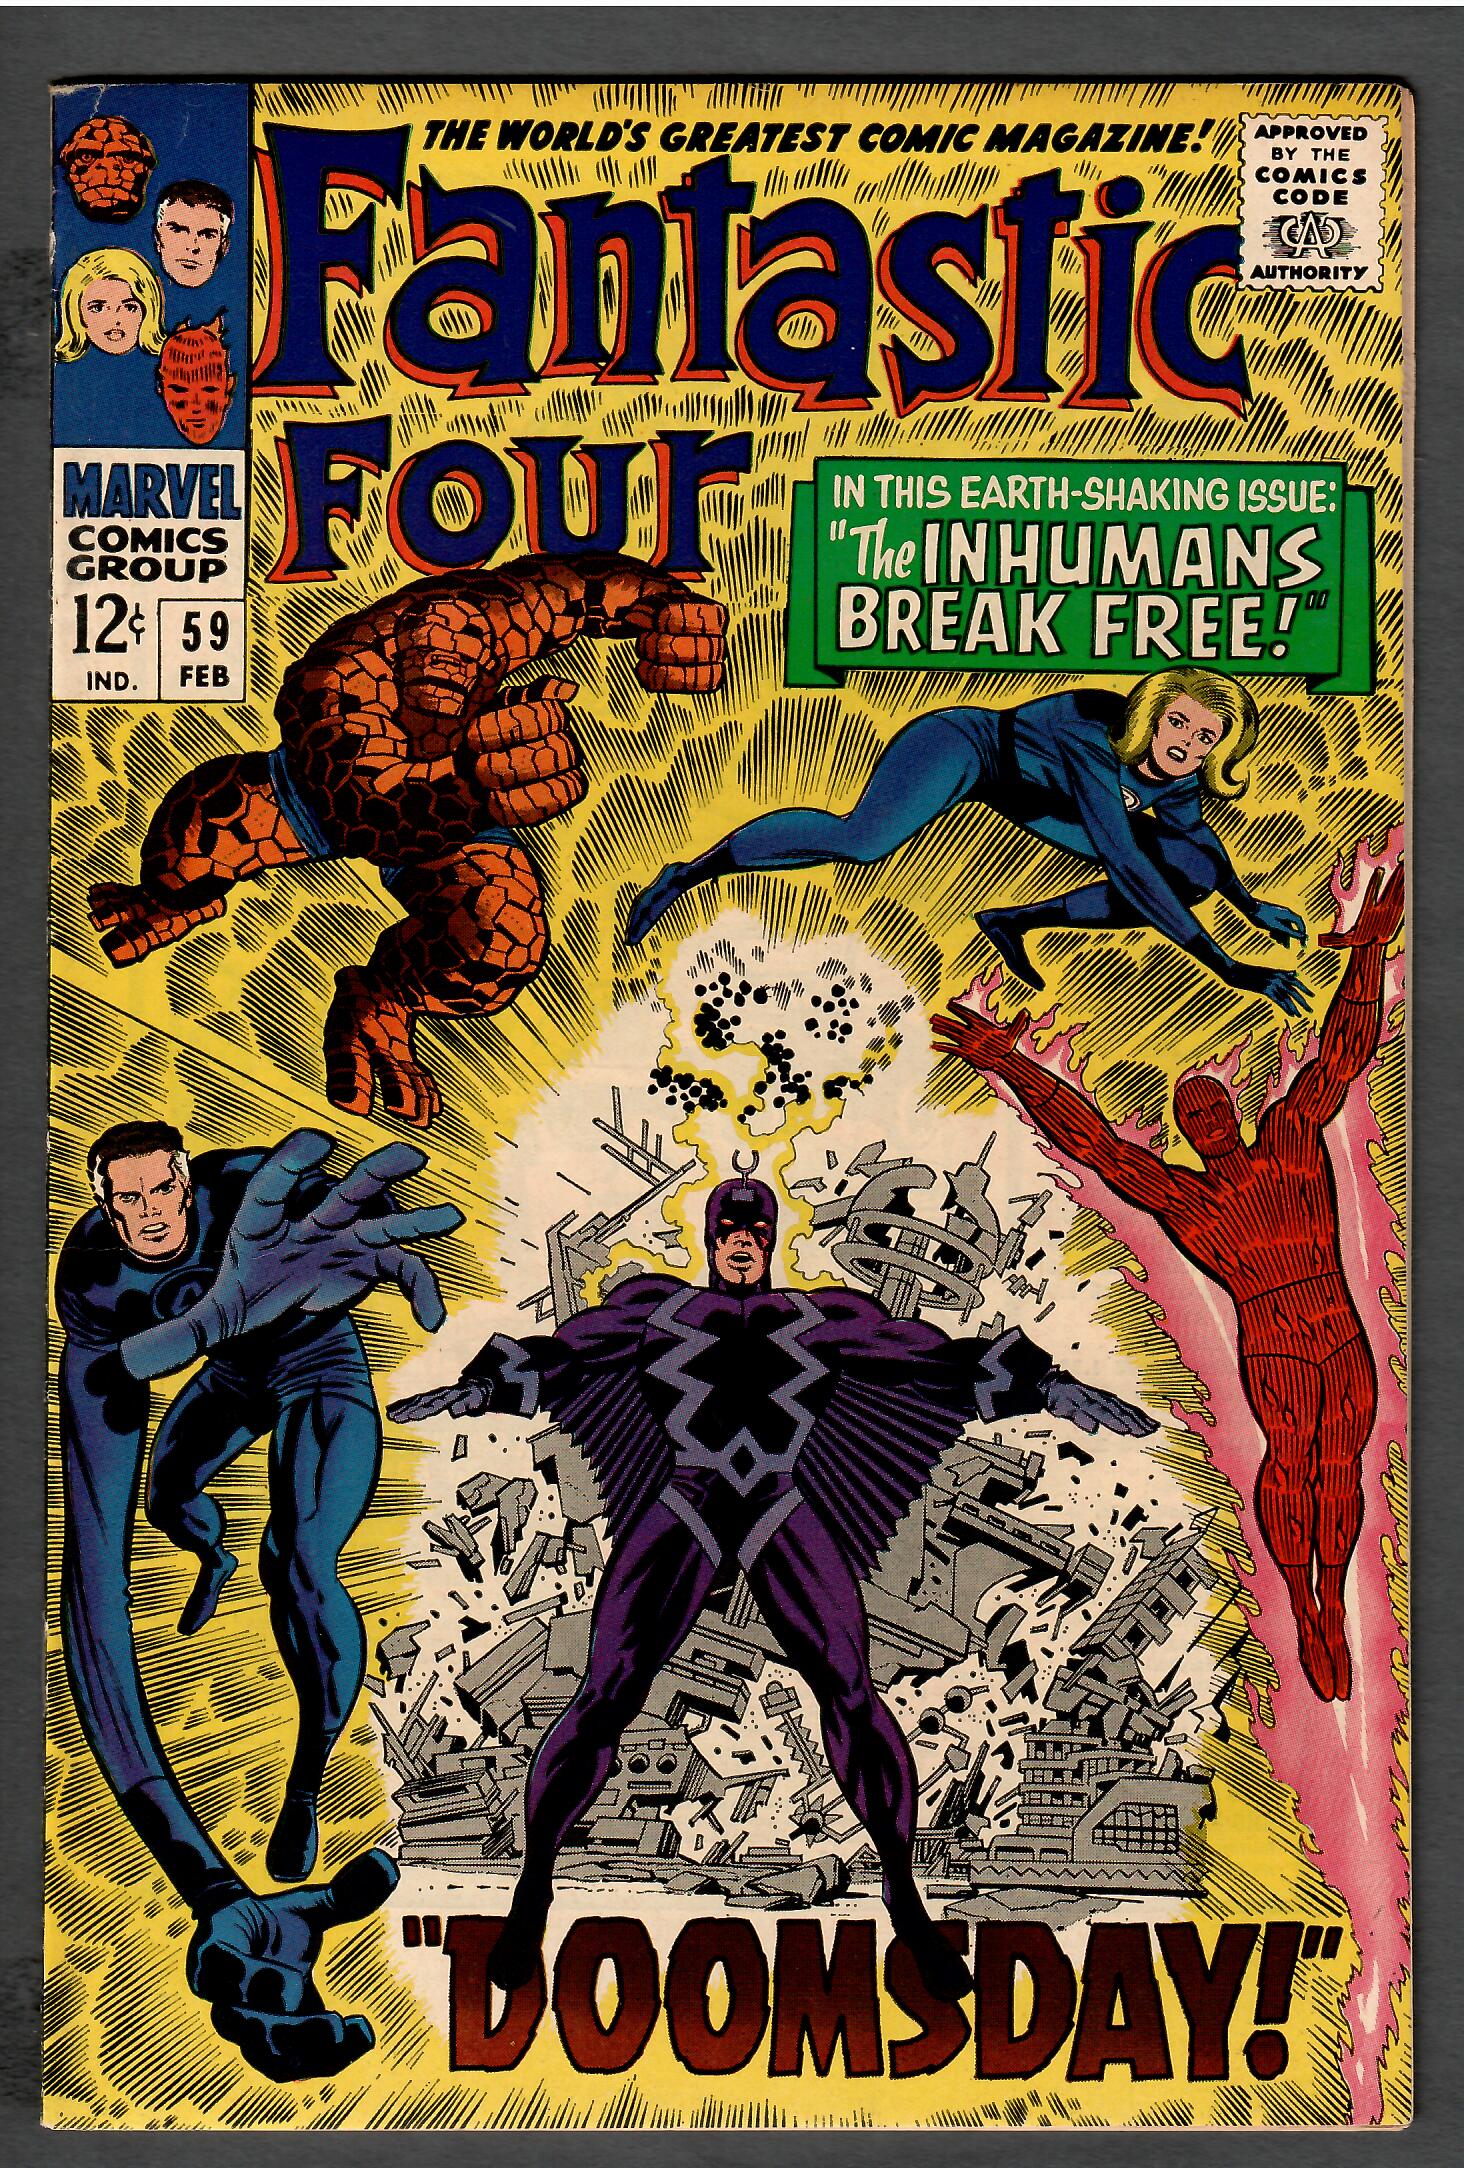 THE WORLD'S GREATEST COMIC MAGAZINE!
Fantastic
Four
APPROVED
BY THE
COMICS
CODE
CA
AUTHORITY
MARVEL
COMICS
GROUP
12¢
IND.
59
FEB
IN THIS EARTH-SHAKING ISSUE:
"The INHUMANS
BREAK FREE!"
4
"DOOMSDAY!"